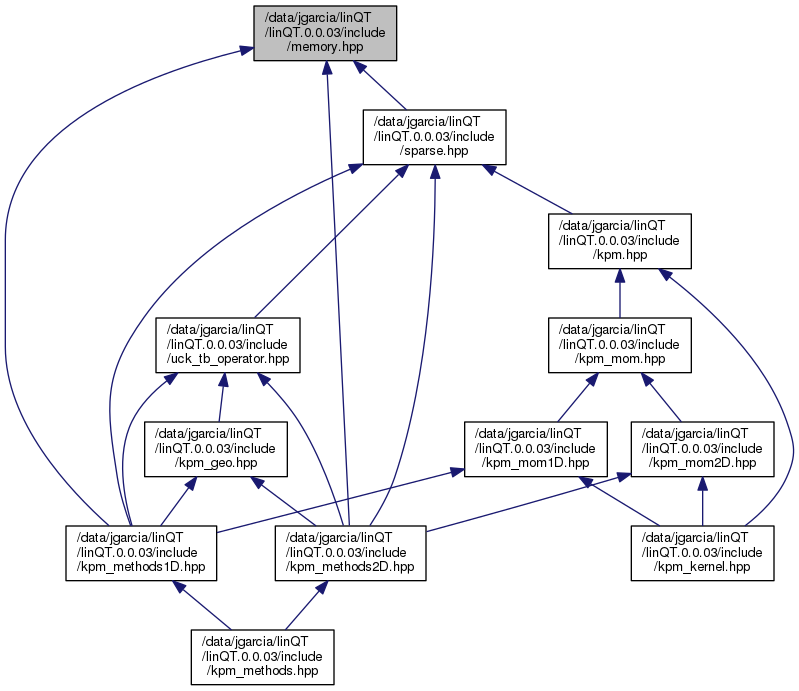 /data/jgarcia/linQT
/linQT.0.0.03/include
/memory.hpp
/data/jgarcia/linQT
/linQT.0.0.03/include
/sparse.hpp
/data/jgarcia/linQT
/linQT.0.0.03/include
/kpm.hpp
/data/jgarcia/linQT
/linQT.0.0.03/include
/uck_tb_operator.hpp
/data/jgarcia/linQT
/linQT.0.0.03/include
/kpm_mom.hpp
/data/jgarcia/linQT
/linQT.0.0.03/include
/kpm_geo.hpp
/data/jgarcia/linQT
/linQT.0.0.03/include
/kpm_mom1D.hpp
/data/jgarcia/linQT
/linQT.0.0.03/include
/kpm_mom2D.hpp
/data/jgarcia/linQT
/linQT.0.0.03/include
/kpm_methods1D.hpp
/data/jgarcia/linQT
/linQT.0.0.03/include
/kpm_methods2D.hpp
/data/jgarcia/linQT
/linQT.0.0.03/include
/kpm_kernel.hpp
/data/jgarcia/linQT
/linQT.0.0.03/include
/kpm_methods.hpp